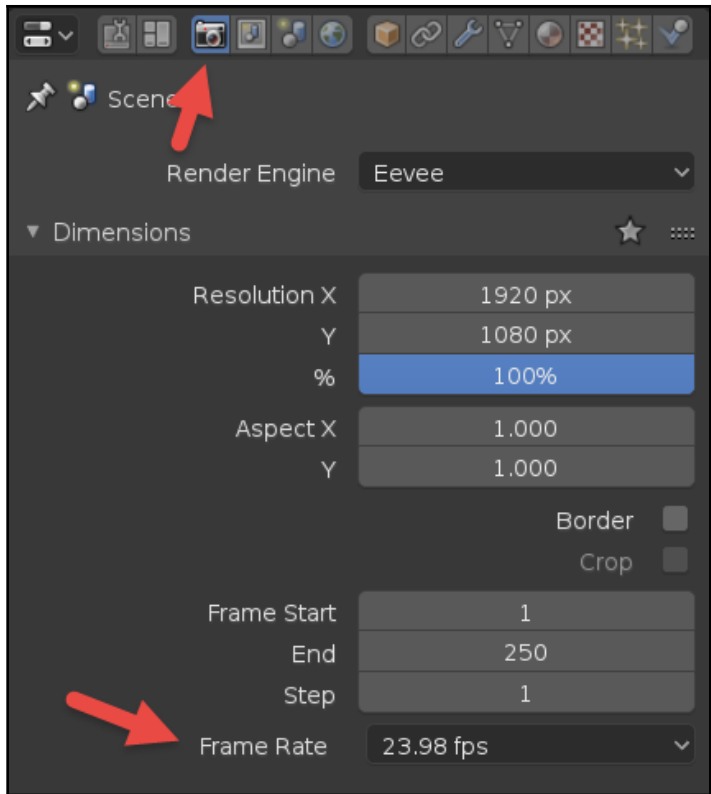 Scene
Render Engine Eevee
Dimensions
Resolution X 1920 px
Y 1080 px
% 100%
Aspect X 1.000
Y 1.000
Border
Crop
Frame Start 1
End 250
Step 1
Frame Rate 23.98 fps